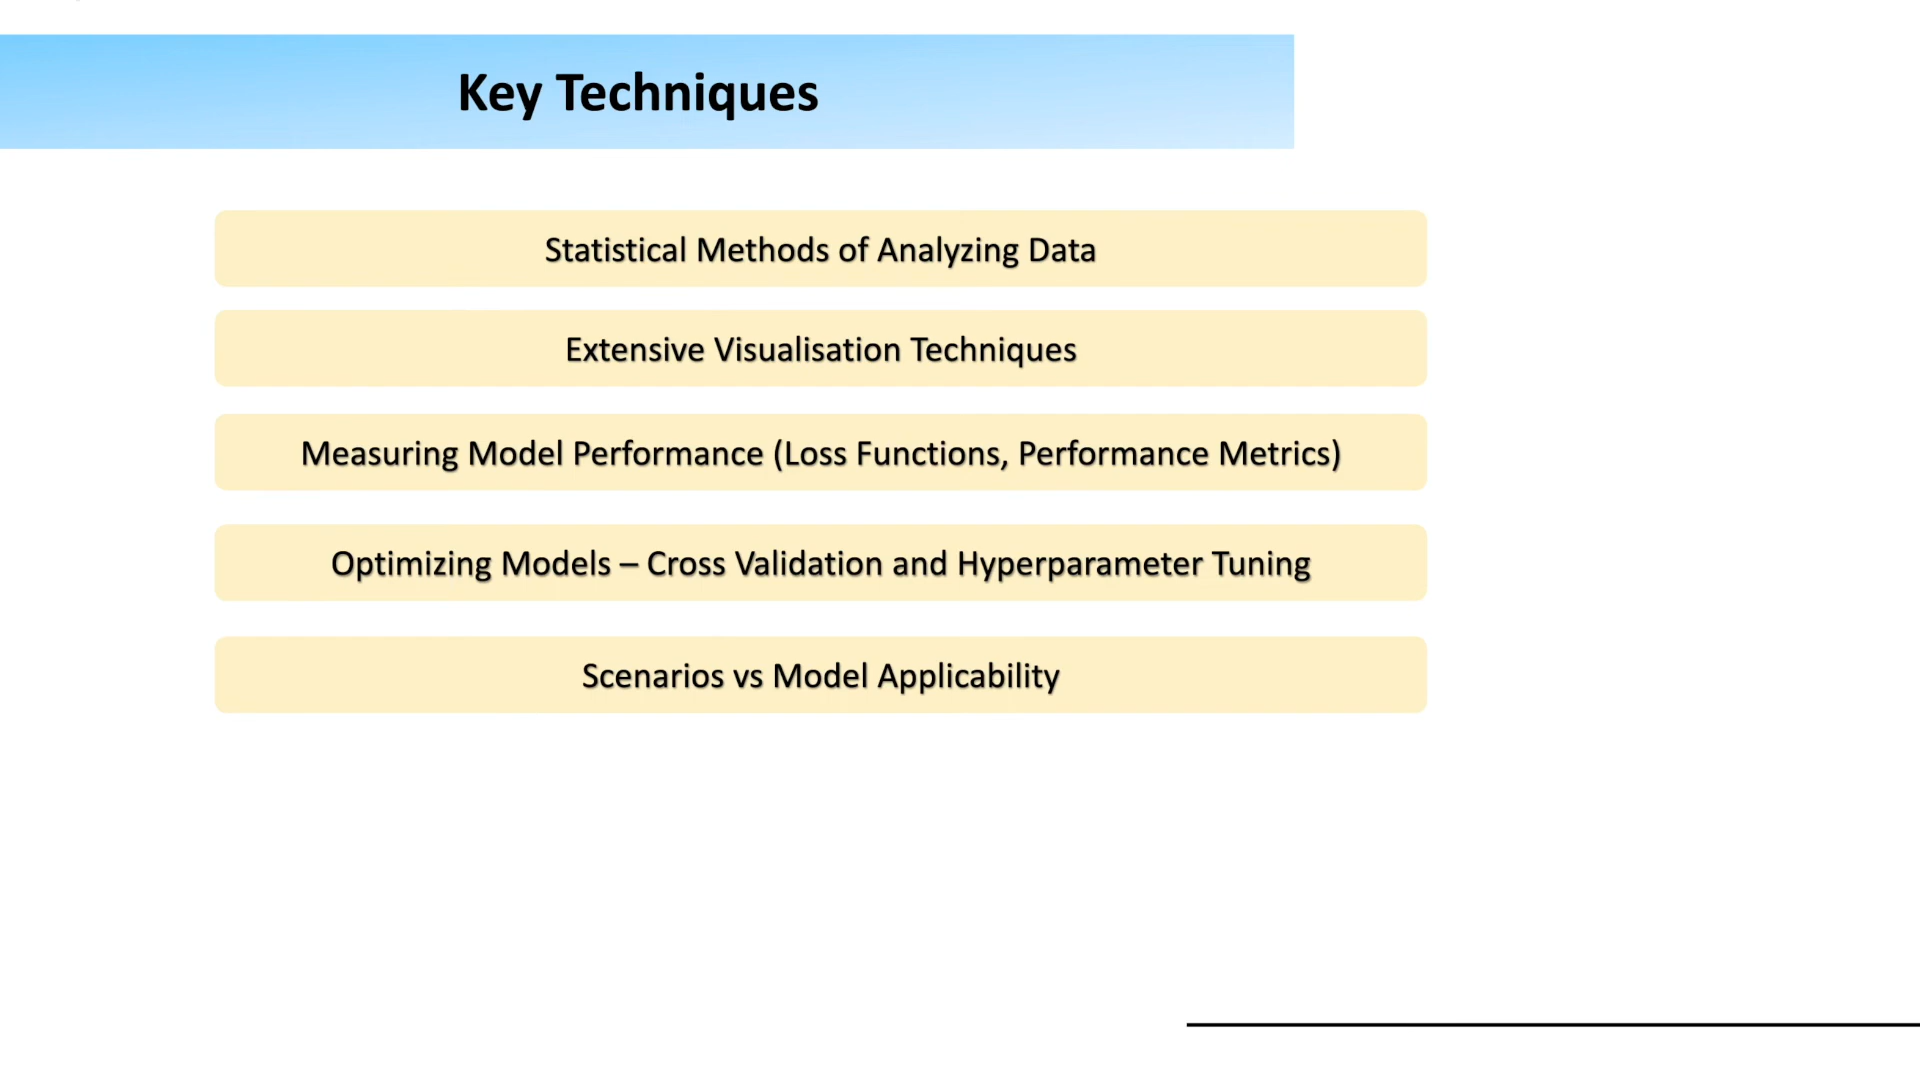 Key Techniques
Statistical Methods of Analyzing Data
Extensive Visualisation Techniques
Measuring Model Performance (Loss Functions, Performance Metrics)
Optimizing Models – Cross Validation and Hyperparameter Tuning
Scenarios vs Model Applicability